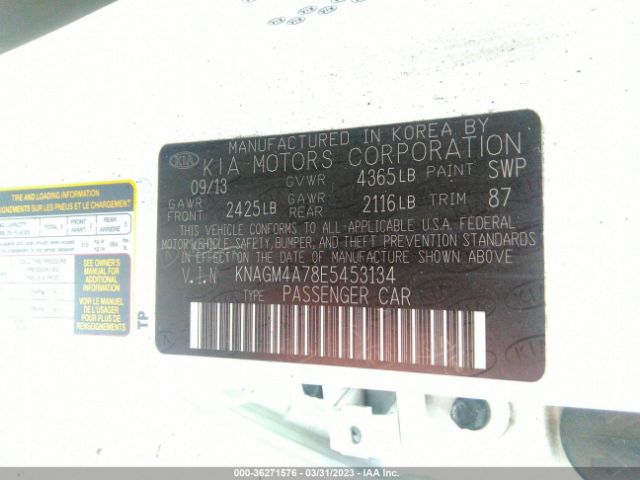 MANUFACTURED IN KOREA BY
KIA KIA MOTORS CORPORATION
09/13 GVWR 4365LB PAINT SWP
GAWR FRONT 2425LB GAWR REAR 2116LB TRIM 87
THIS VEHICLE CONFORMS TO ALL APPLICABLE U.S.A. FEDERAL
MOTOR VEHICLE SAFETY, BUMPER, AND THEFT PREVENTION STANDARDS
IN EFFECT ON THE DATE OF MANUFACTURE SHOWN ABOVE
V.I.N KNAGM4A78E5453134
TYPE PASSENGER CAR
KIA
TIRE AND LOADING INFORMATION
SEE OWNER'S
MANUAL FOR
ADDITIONAL
INFORMATION
VOIR LE MANUEL
DE L'USAGER
POUR PLUS DE
RENSEIGNEMENTS
TP
000-36271576 - 03/31/2023 - IAA Inc.